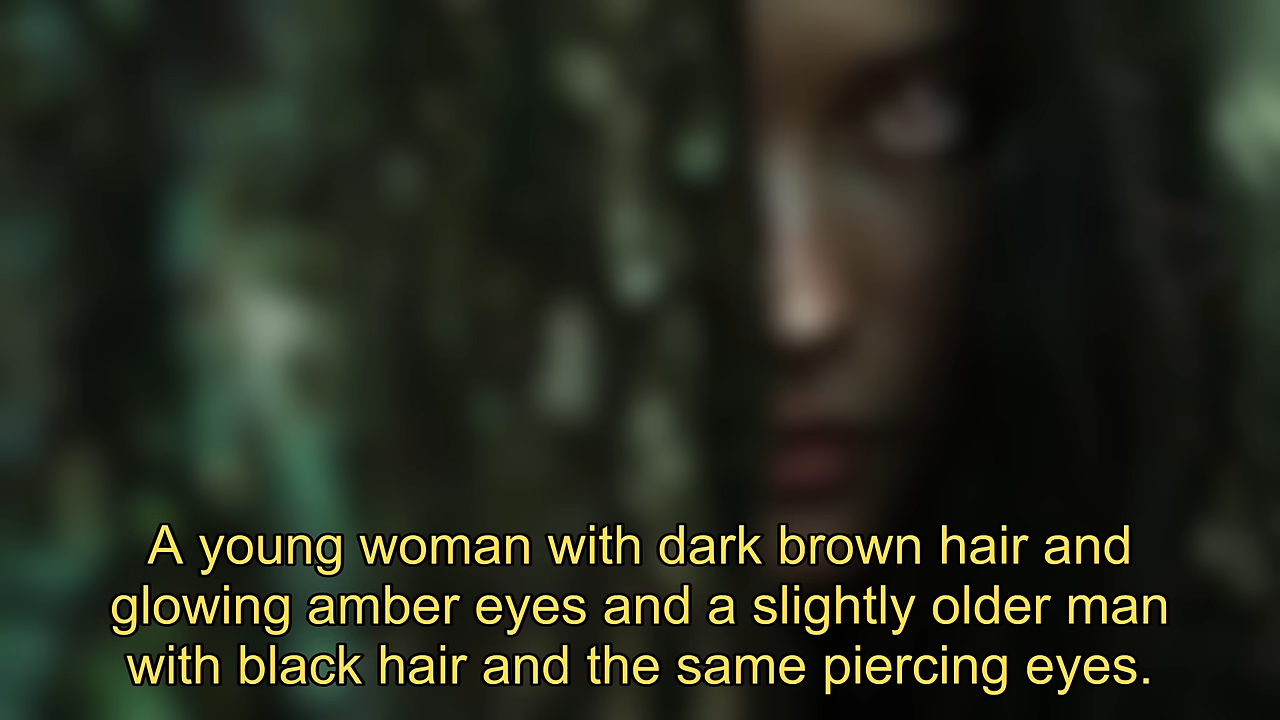 A young woman with dark brown hair and
glowing amber eyes and a slightly older man
with black hair and the same piercing eyes.